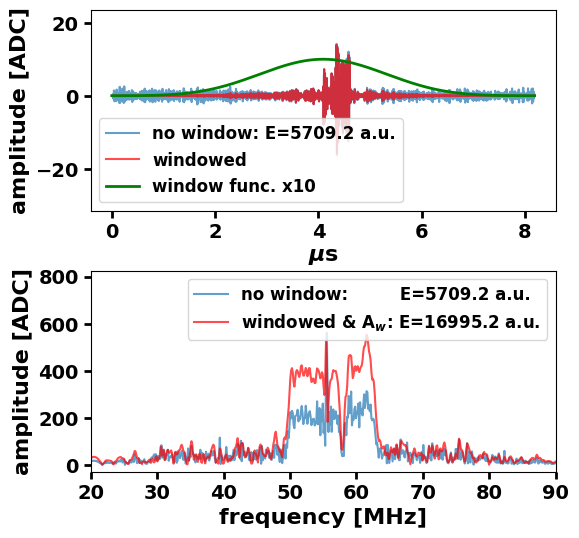 amplitude [ADC]
20
0
−20
no window: E=5709.2 a.u.
windowed
window func. x10
0 2 4 6 8
μs
amplitude [ADC]
800
600
400
200
0
no window: E=5709.2 a.u.
windowed & A_w: E=16995.2 a.u.
20 30 40 50 60 70 80 90
frequency [MHz]